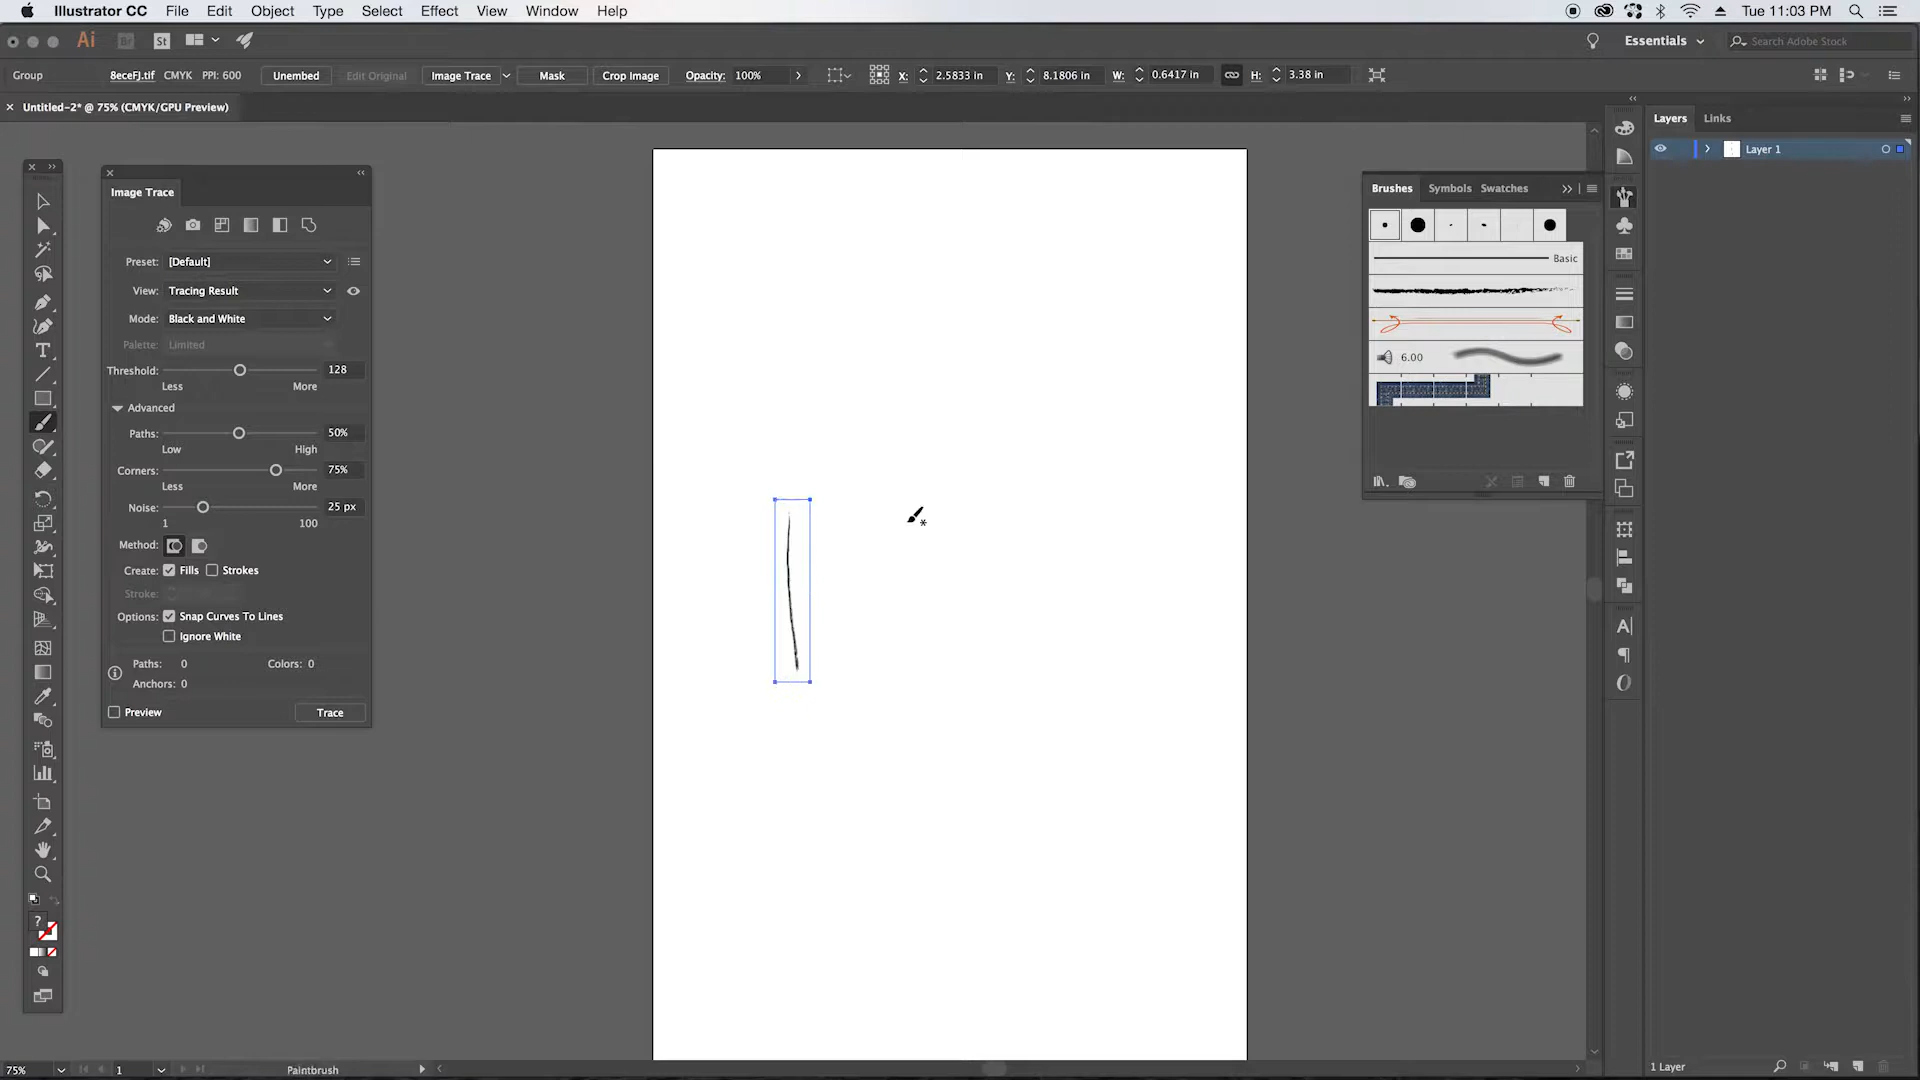 Illustrator CC File Edit Object Type Select Effect View Window Help Tue 11:03 PM
Ai Br St Essentials Search Adobe Stock
Group 8eceFJ.tif CMYK PPI: 600 Unembed Edit Original Image Trace Mask Crop Image Opacity: 100% X: 2.5833 in Y: 8.1806 in W: 0.6417 in H: 3.38 in
Untitled-2* @ 75% (CMYK/GPU Preview)
Layers Links
Layer 1
Image Trace
Preset: [Default]
View: Tracing Result
Mode: Black and White
Palette: Limited
Threshold: 128
Less More
Advanced
Paths: 50%
Low High
Corners: 75%
Less More
Noise: 25 px
1 100
Method:
Create: Fills Strokes
Stroke:
Options: Snap Curves To Lines
Ignore White
Paths: 0 Colors: 0
Anchors: 0
Preview Trace
Brushes Symbols Swatches
Basic
6.00
75% 1 Paintbrush
1 Layer